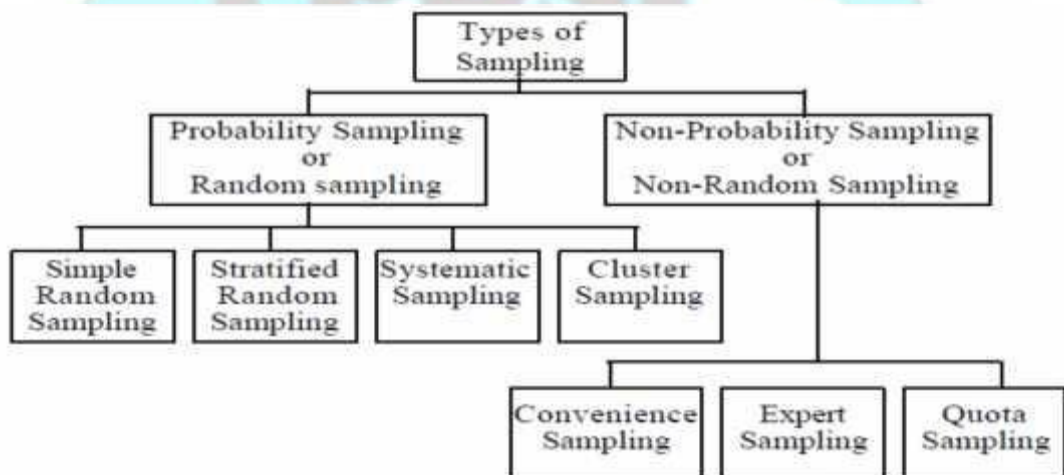 Types of
Sampling
Probability Sampling
or
Random sampling
Non-Probability Sampling
or
Non-Random Sampling
Simple
Random
Sampling
Stratified
Random
Sampling
Systematic
Sampling
Cluster
Sampling
Convenience
Sampling
Expert
Sampling
Quota
Sampling